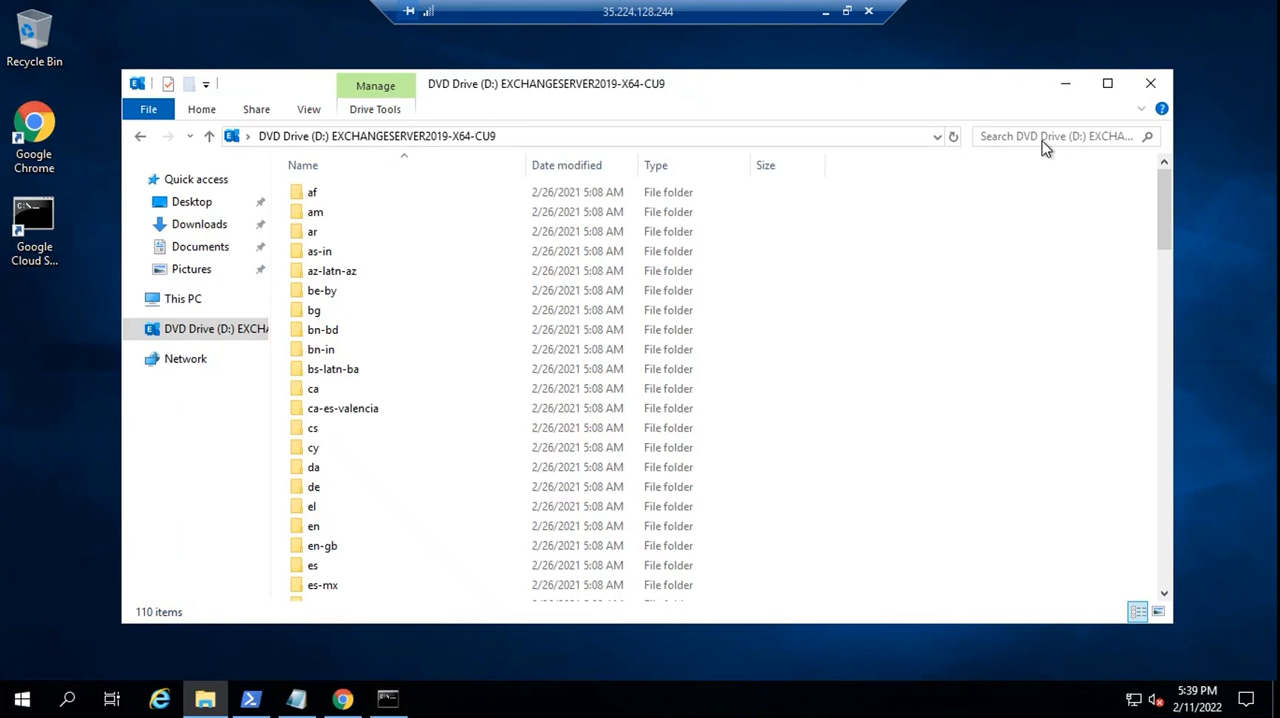 35.224.128.244
Recycle Bin
Google
Chrome
Google
Cloud S...
Manage
DVD Drive (D:) EXCHANGESERVER2019-X64-CU9
File
Home
Share
View
Drive Tools
DVD Drive (D:) EXCHANGESERVER2019-X64-CU9
Search DVD Drive (D:) EXCHA...
Quick access
Desktop
Downloads
Documents
Pictures
This PC
DVD Drive (D:) EXCHA
Network
Name Date modified Type Size
af 2/26/2021 5:08 AM File folder
am 2/26/2021 5:08 AM File folder
ar 2/26/2021 5:08 AM File folder
as-in 2/26/2021 5:08 AM File folder
az-latn-az 2/26/2021 5:08 AM File folder
be-by 2/26/2021 5:08 AM File folder
bg 2/26/2021 5:08 AM File folder
bn-bd 2/26/2021 5:08 AM File folder
bn-in 2/26/2021 5:08 AM File folder
bs-latn-ba 2/26/2021 5:08 AM File folder
ca 2/26/2021 5:08 AM File folder
ca-es-valencia 2/26/2021 5:08 AM File folder
cs 2/26/2021 5:08 AM File folder
cy 2/26/2021 5:08 AM File folder
da 2/26/2021 5:08 AM File folder
de 2/26/2021 5:08 AM File folder
el 2/26/2021 5:08 AM File folder
en 2/26/2021 5:08 AM File folder
en-gb 2/26/2021 5:08 AM File folder
es 2/26/2021 5:08 AM File folder
es-mx 2/26/2021 5:08 AM File folder
110 items
5:39 PM
2/11/2022